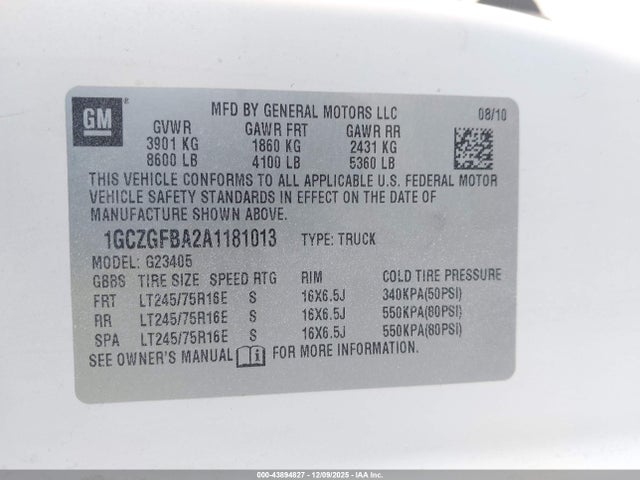 GM ®
MFD BY GENERAL MOTORS LLC 08/10
GVWR GAWR FRT GAWR RR
3901 KG 1860 KG 2431 KG
8600 LB 4100 LB 5360 LB
THIS VEHICLE CONFORMS TO ALL APPLICABLE U.S. FEDERAL MOTOR
VEHICLE SAFETY STANDARDS IN EFFECT ON THE DATE OF
MANUFACTURE SHOWN ABOVE.
1GCZGFBA2A1181013 TYPE: TRUCK
MODEL: G23405
GBBS TIRE SIZE SPEED RTG RIM COLD TIRE PRESSURE
FRT LT245/75R16E S 16X6.5J 340KPA(50PSI)
RR LT245/75R16E S 16X6.5J 550KPA(80PSI)
SPA LT245/75R16E S 16X6.5J 550KPA(80PSI)
SEE OWNER'S MANUAL i FOR MORE INFORMATION.
000-43894827 - 12/09/2025 - IAA Inc.